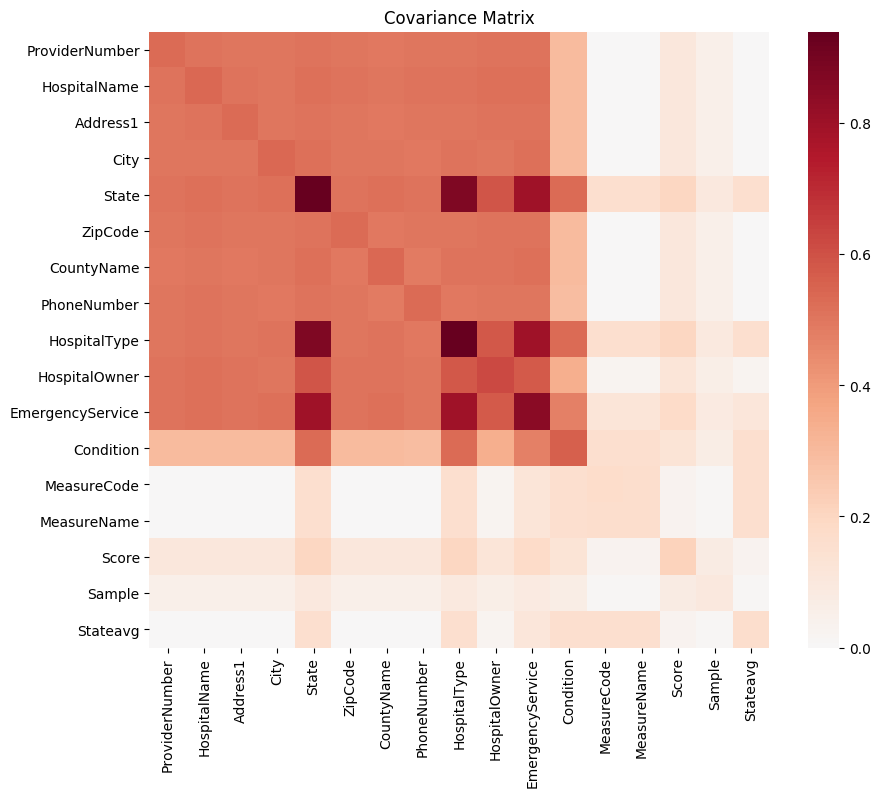 Covariance Matrix
ProviderNumber
HospitalName
Address1
City
State
ZipCode
CountyName
PhoneNumber
HospitalType
HospitalOwner
EmergencyService
Condition
MeasureCode
MeasureName
Score
Sample
Stateavg
ProviderNumber
HospitalName
Address1
City
State
ZipCode
CountyName
PhoneNumber
HospitalType
HospitalOwner
EmergencyService
Condition
MeasureCode
MeasureName
Score
Sample
Stateavg
0.8
0.6
0.4
0.2
0.0